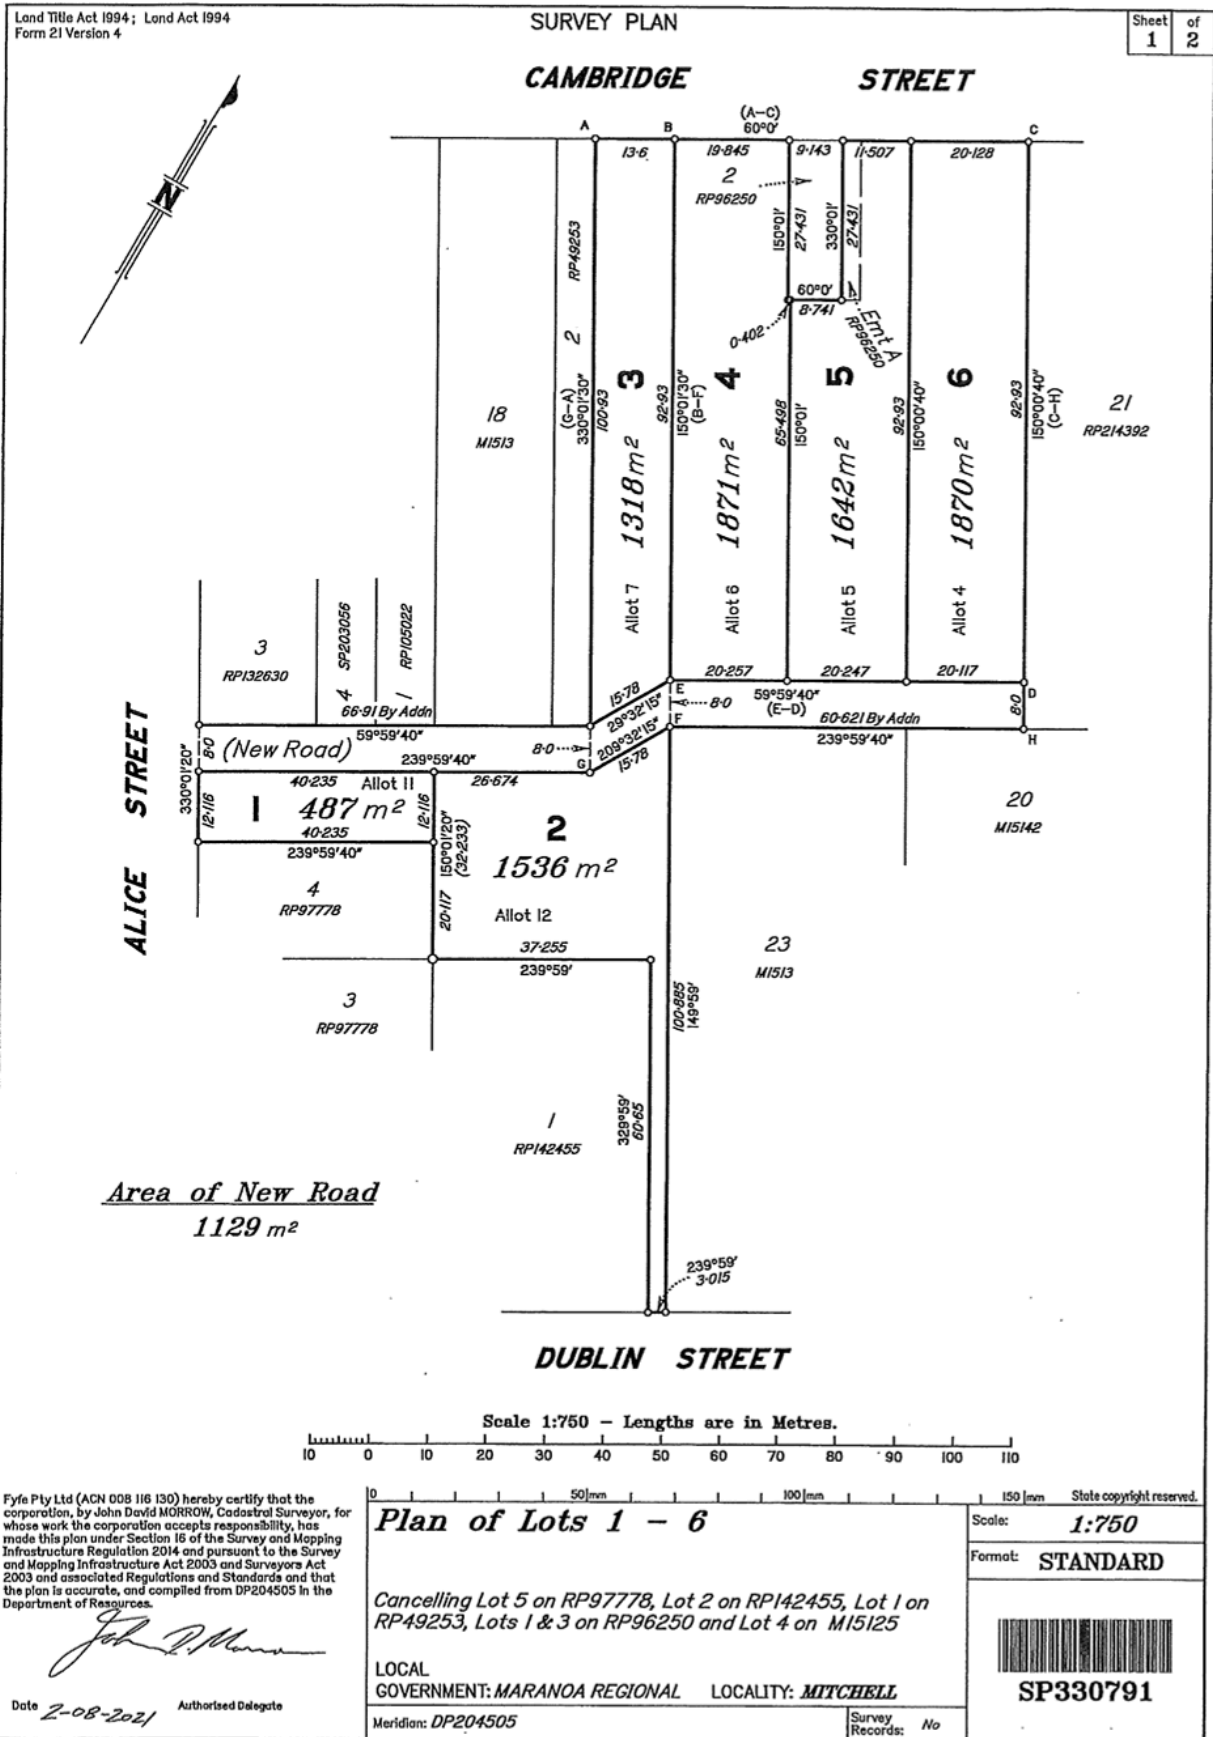 Land Title Act 1994; Land Act 1994
Form 21 Version 4
SURVEY PLAN
Sheet of
1 2
CAMBRIDGE STREET
N
(A-C)
60°0'
A B C
13·6 19·845 9·143 11·507 20·128
2
RP96250
150°01'
27·431
330°01'
27·431
60°0'
8·741
0·402
Emt A
RP96250
RP49253
2
(G-A)
330°01'30"
100·93
3
1318 m²
Allot 7
92·93
150°01'30"
(B-F)
4
1871 m²
Allot 6
65·498
150°01'
5
1642 m²
Allot 5
92·93
150°00'40"
6
1870 m²
Allot 4
92·93
150°00'40"
(C-H)
21
RP214392
18
M1513
3
RP132630
4 SP203056
1 RP105022
66·91 By Addn
59°59'40"
15·78
29°32'15"
209°32'15"
15·78
20·257 20·247 20·117
E
59°59'40"
(E-D)
D
8·0
F
8·0
60·621 By Addn
239°59'40"
H
ALICE STREET
330°01'20"
8·0
(New Road)
8·0
G
239°59'40"
40·235 Allot 11 26·674
12·116
1 487 m²
12·116
40·235
239°59'40"
150°01'20"
(32·233)
20·117
2
1536 m²
Allot 12
4
RP97778
37·255
239°59'
3
RP97778
20
M15142
23
M1513
100·885
149°59'
329°59'
60·65
1
RP142455
Area of New Road
1129 m²
239°59'
3·015
DUBLIN STREET
Scale 1:750 – Lengths are in Metres.
10 0 10 20 30 40 50 60 70 80 90 100 110
0 50 mm 100 mm 150 mm State copyright reserved.
Fyfe Pty Ltd (ACN 008 116 130) hereby certify that the
corporation, by John David MORROW, Cadastral Surveyor, for
whose work the corporation accepts responsibility, has
made this plan under Section 16 of the Survey and Mapping
Infrastructure Regulation 2014 and pursuant to the Survey
and Mapping Infrastructure Act 2003 and Surveyors Act
2003 and associated Regulations and Standards and that
the plan is accurate, and compiled from DP204505 in the
Department of Resources.
Date 2-08-2021 Authorised Delegate
Plan of Lots 1 – 6
Cancelling Lot 5 on RP97778, Lot 2 on RP142455, Lot 1 on
RP49253, Lots 1 & 3 on RP96250 and Lot 4 on M15125
LOCAL
GOVERNMENT: MARANOA REGIONAL LOCALITY: MITCHELL
Meridian: DP204505
Survey
Records: No
Scale: 1:750
Format: STANDARD
SP330791